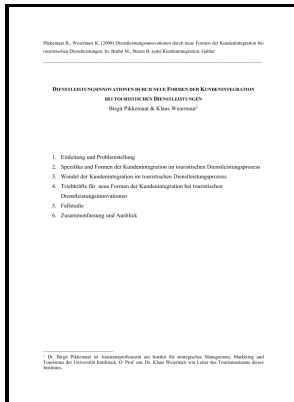 Pikkemaat B., Weiermair K. (2009) Dienstleistungsinnovationen durch neue Formen der Kundenintegration bei
touristischen Dienstleistungen. In: Bruhn M., Stauss B. (eds) Kundenintegration. Gabler
DIENSTLEISTUNGSINNOVATIONEN DURCH NEUE FORMEN DER KUNDENINTEGRATION
BEI TOURISTISCHEN DIENSTLEISTUNGEN
Birgit Pikkemaat & Klaus Weiermair¹
1. Einleitung und Problemstellung
2. Spezifika und Formen der Kundenintegration im touristischen Dienstleistungsprozess
3. Wandel der Kundenintegration im touristischen Dienstleistungsprozess
4. Triebkräfte für neue Formen der Kundenintegration bei touristischen
Dienstleistungsinnovationen
5. Fallstudie
6. Zusammenfassung und Ausblick
¹ Dr. Birgit Pikkemaat ist Assistenzprofessorin am Institut für strategisches Management, Marketing und
Tourismus der Universität Innsbruck. O. Prof. em. Dr. Klaus Weiermair war Leiter des Tourismusteams dieses
Institutes.